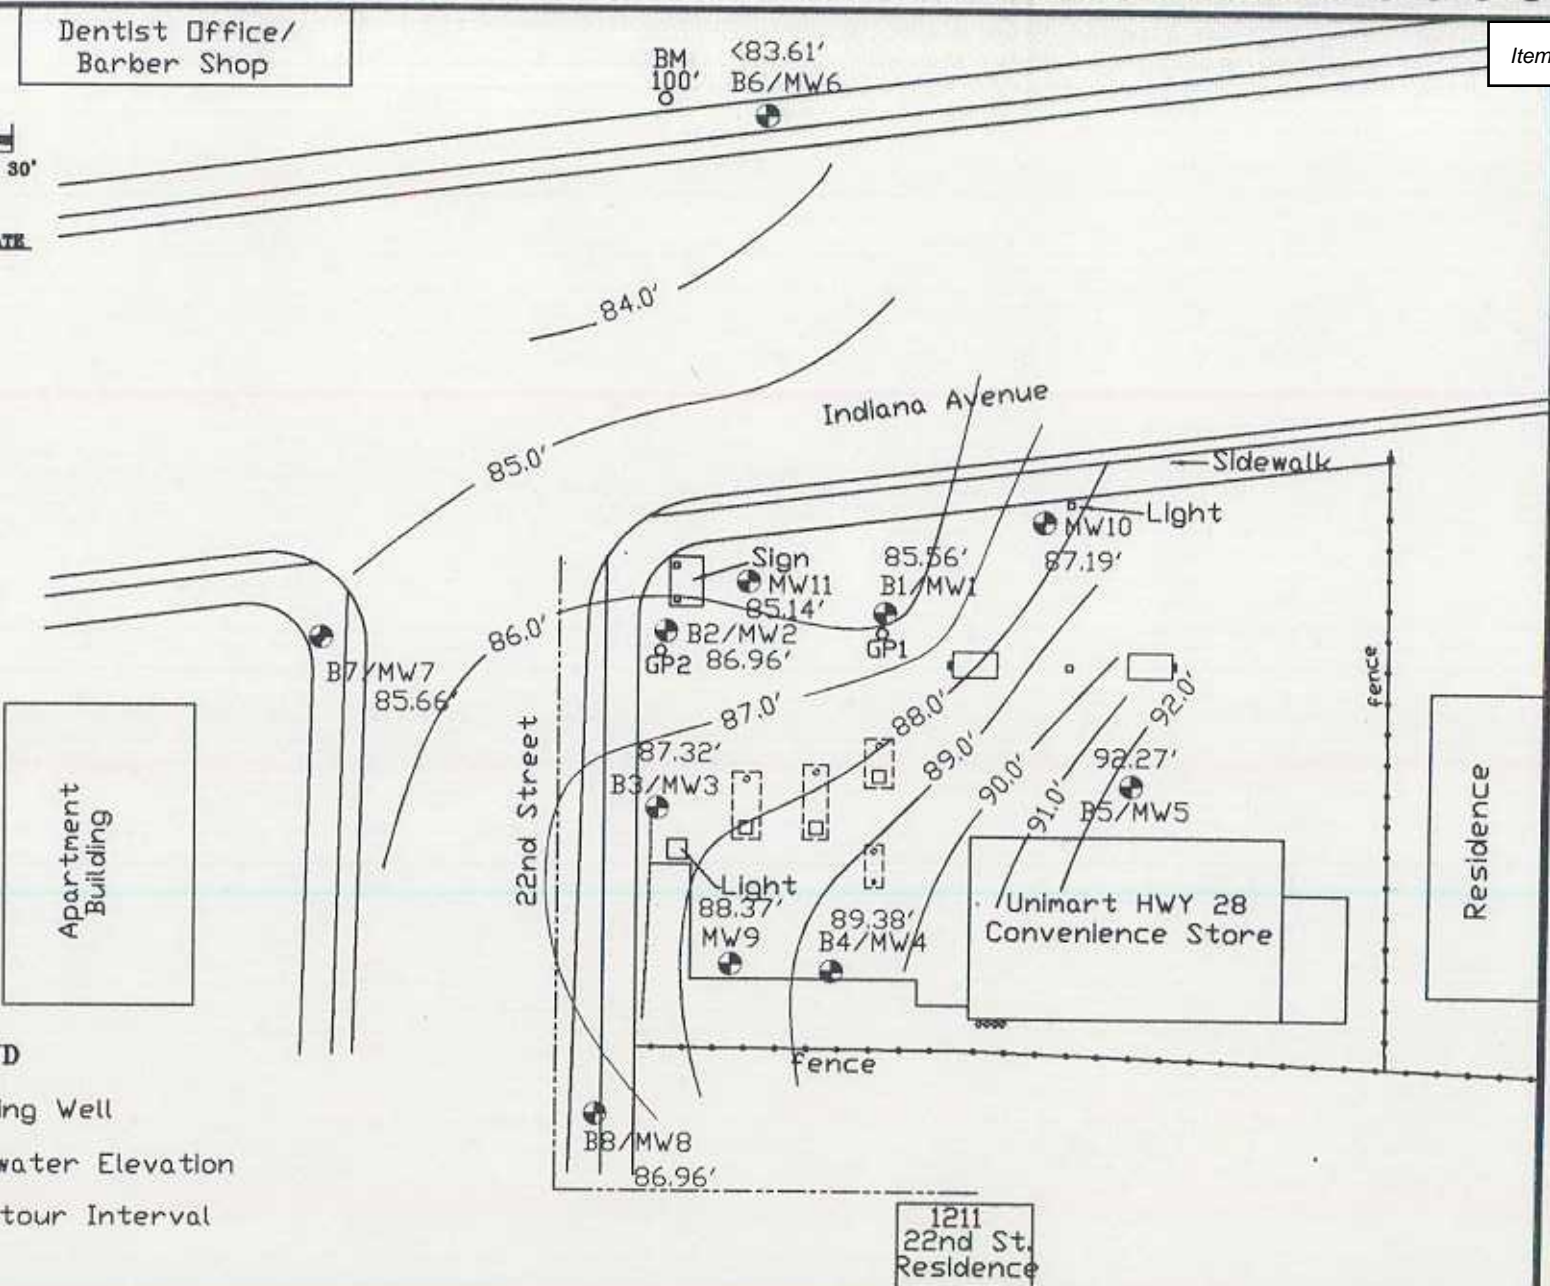 Dentist Office/
Barber Shop
BM
100'
<83.61'
B6/MW6
Item
30'
84.0'
85.0'
Indiana Avenue
Sidewalk
Light
MW10
87.19'
Sign
MW11
85.14'
85.56'
B1/MW1
GP1
B2/MW2
GP2
86.96'
86.0'
B7/MW7
85.66'
87.0'
88.0'
89.0'
90.0'
91.0'
92.0'
92.27'
B5/MW5
fence
Residence
22nd Street
87.32'
B3/MW3
Light
88.37'
MW9
89.38'
B4/MW4
Unimart HWY 28
Convenience Store
Apartment
Building
fence
D
ing Well
water Elevation
tour Interval
B8/MW8
86.96'
1211
22nd St.
Residence